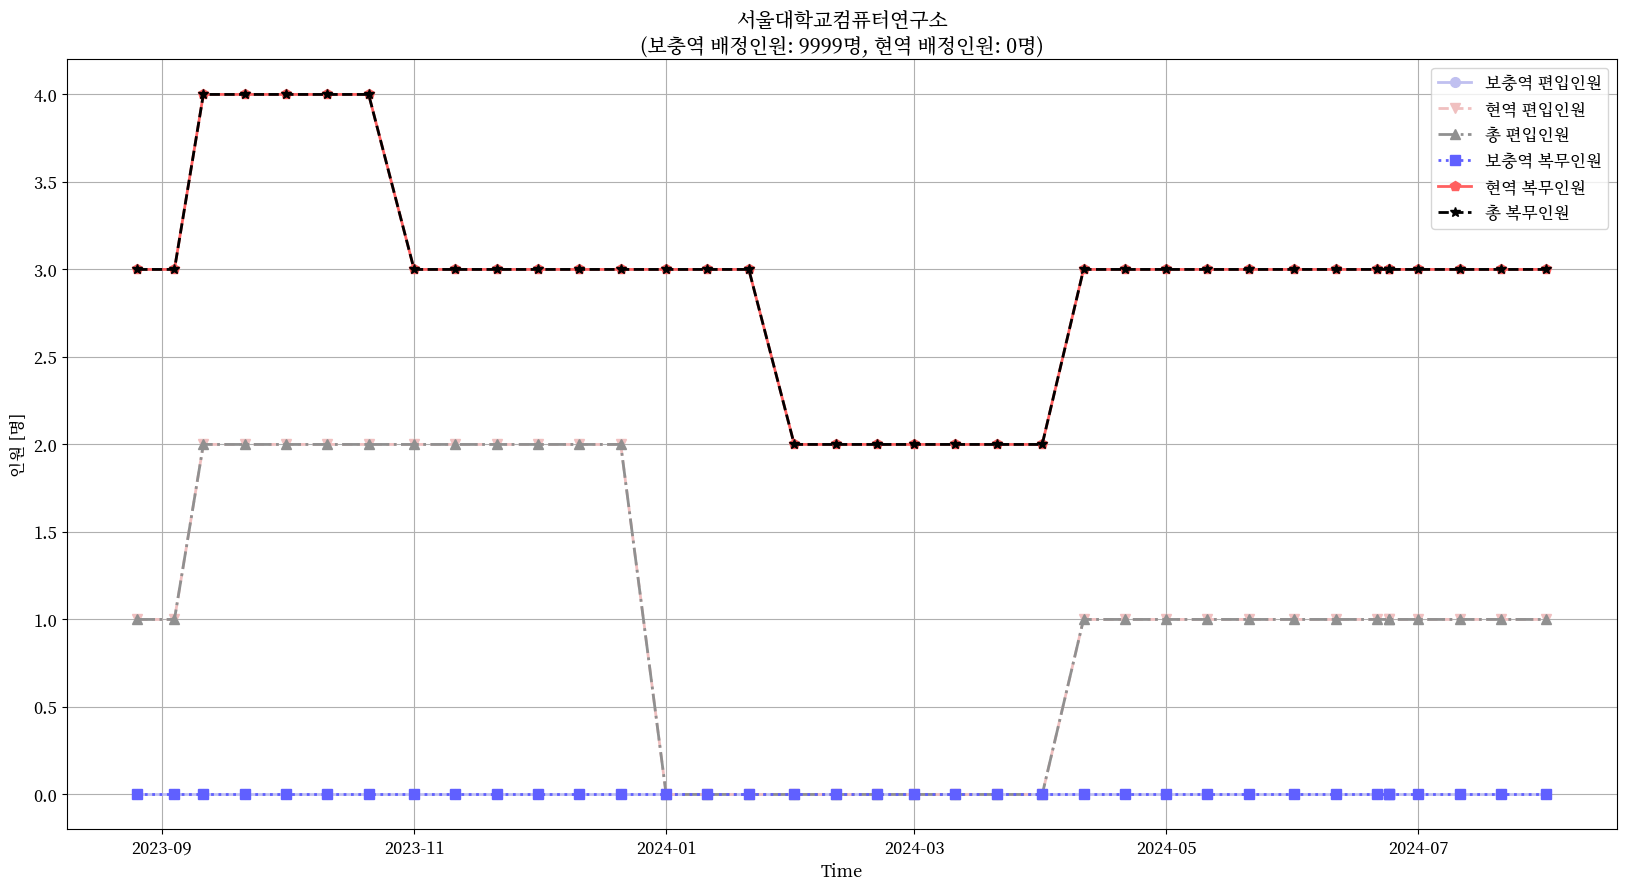 서울대학교컴퓨터연구소
(보충역 배정인원: 9999명, 현역 배정인원: 0명)
보충역 편입인원
현역 편입인원
총 편입인원
보충역 복무인원
현역 복무인원
총 복무인원
4.0
3.5
3.0
2.5
2.0
1.5
1.0
0.5
0.0
인원 [명]
2023-09
2023-11
2024-01
2024-03
2024-05
2024-07
Time